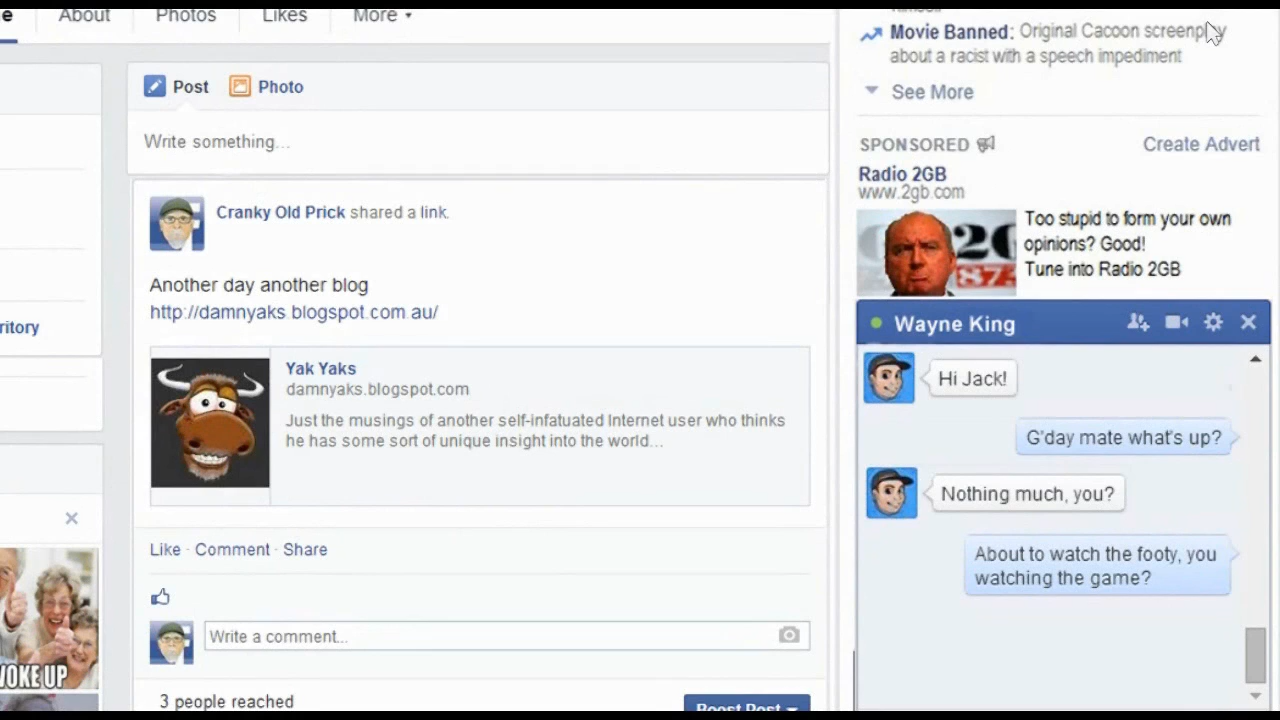 About
Photos
Likes
More
Post
Photo
Write something...
Cranky Old Prick shared a link.
Another day another blog
http://damnyaks.blogspot.com.au/
Yak Yaks
damnyaks.blogspot.com
Just the musings of another self-infatuated Internet user who thinks
he has some sort of unique insight into the world...
Like · Comment · Share
Write a comment...
3 people reached
Boost Post
ritory
WOKE UP
Movie Banned: Original Cacoon screenplay
about a racist with a speech impediment
See More
SPONSORED
Create Advert
Radio 2GB
www.2gb.com
Too stupid to form your own
opinions? Good!
Tune into Radio 2GB
Wayne King
Hi Jack!
G'day mate what's up?
Nothing much, you?
About to watch the footy, you
watching the game?